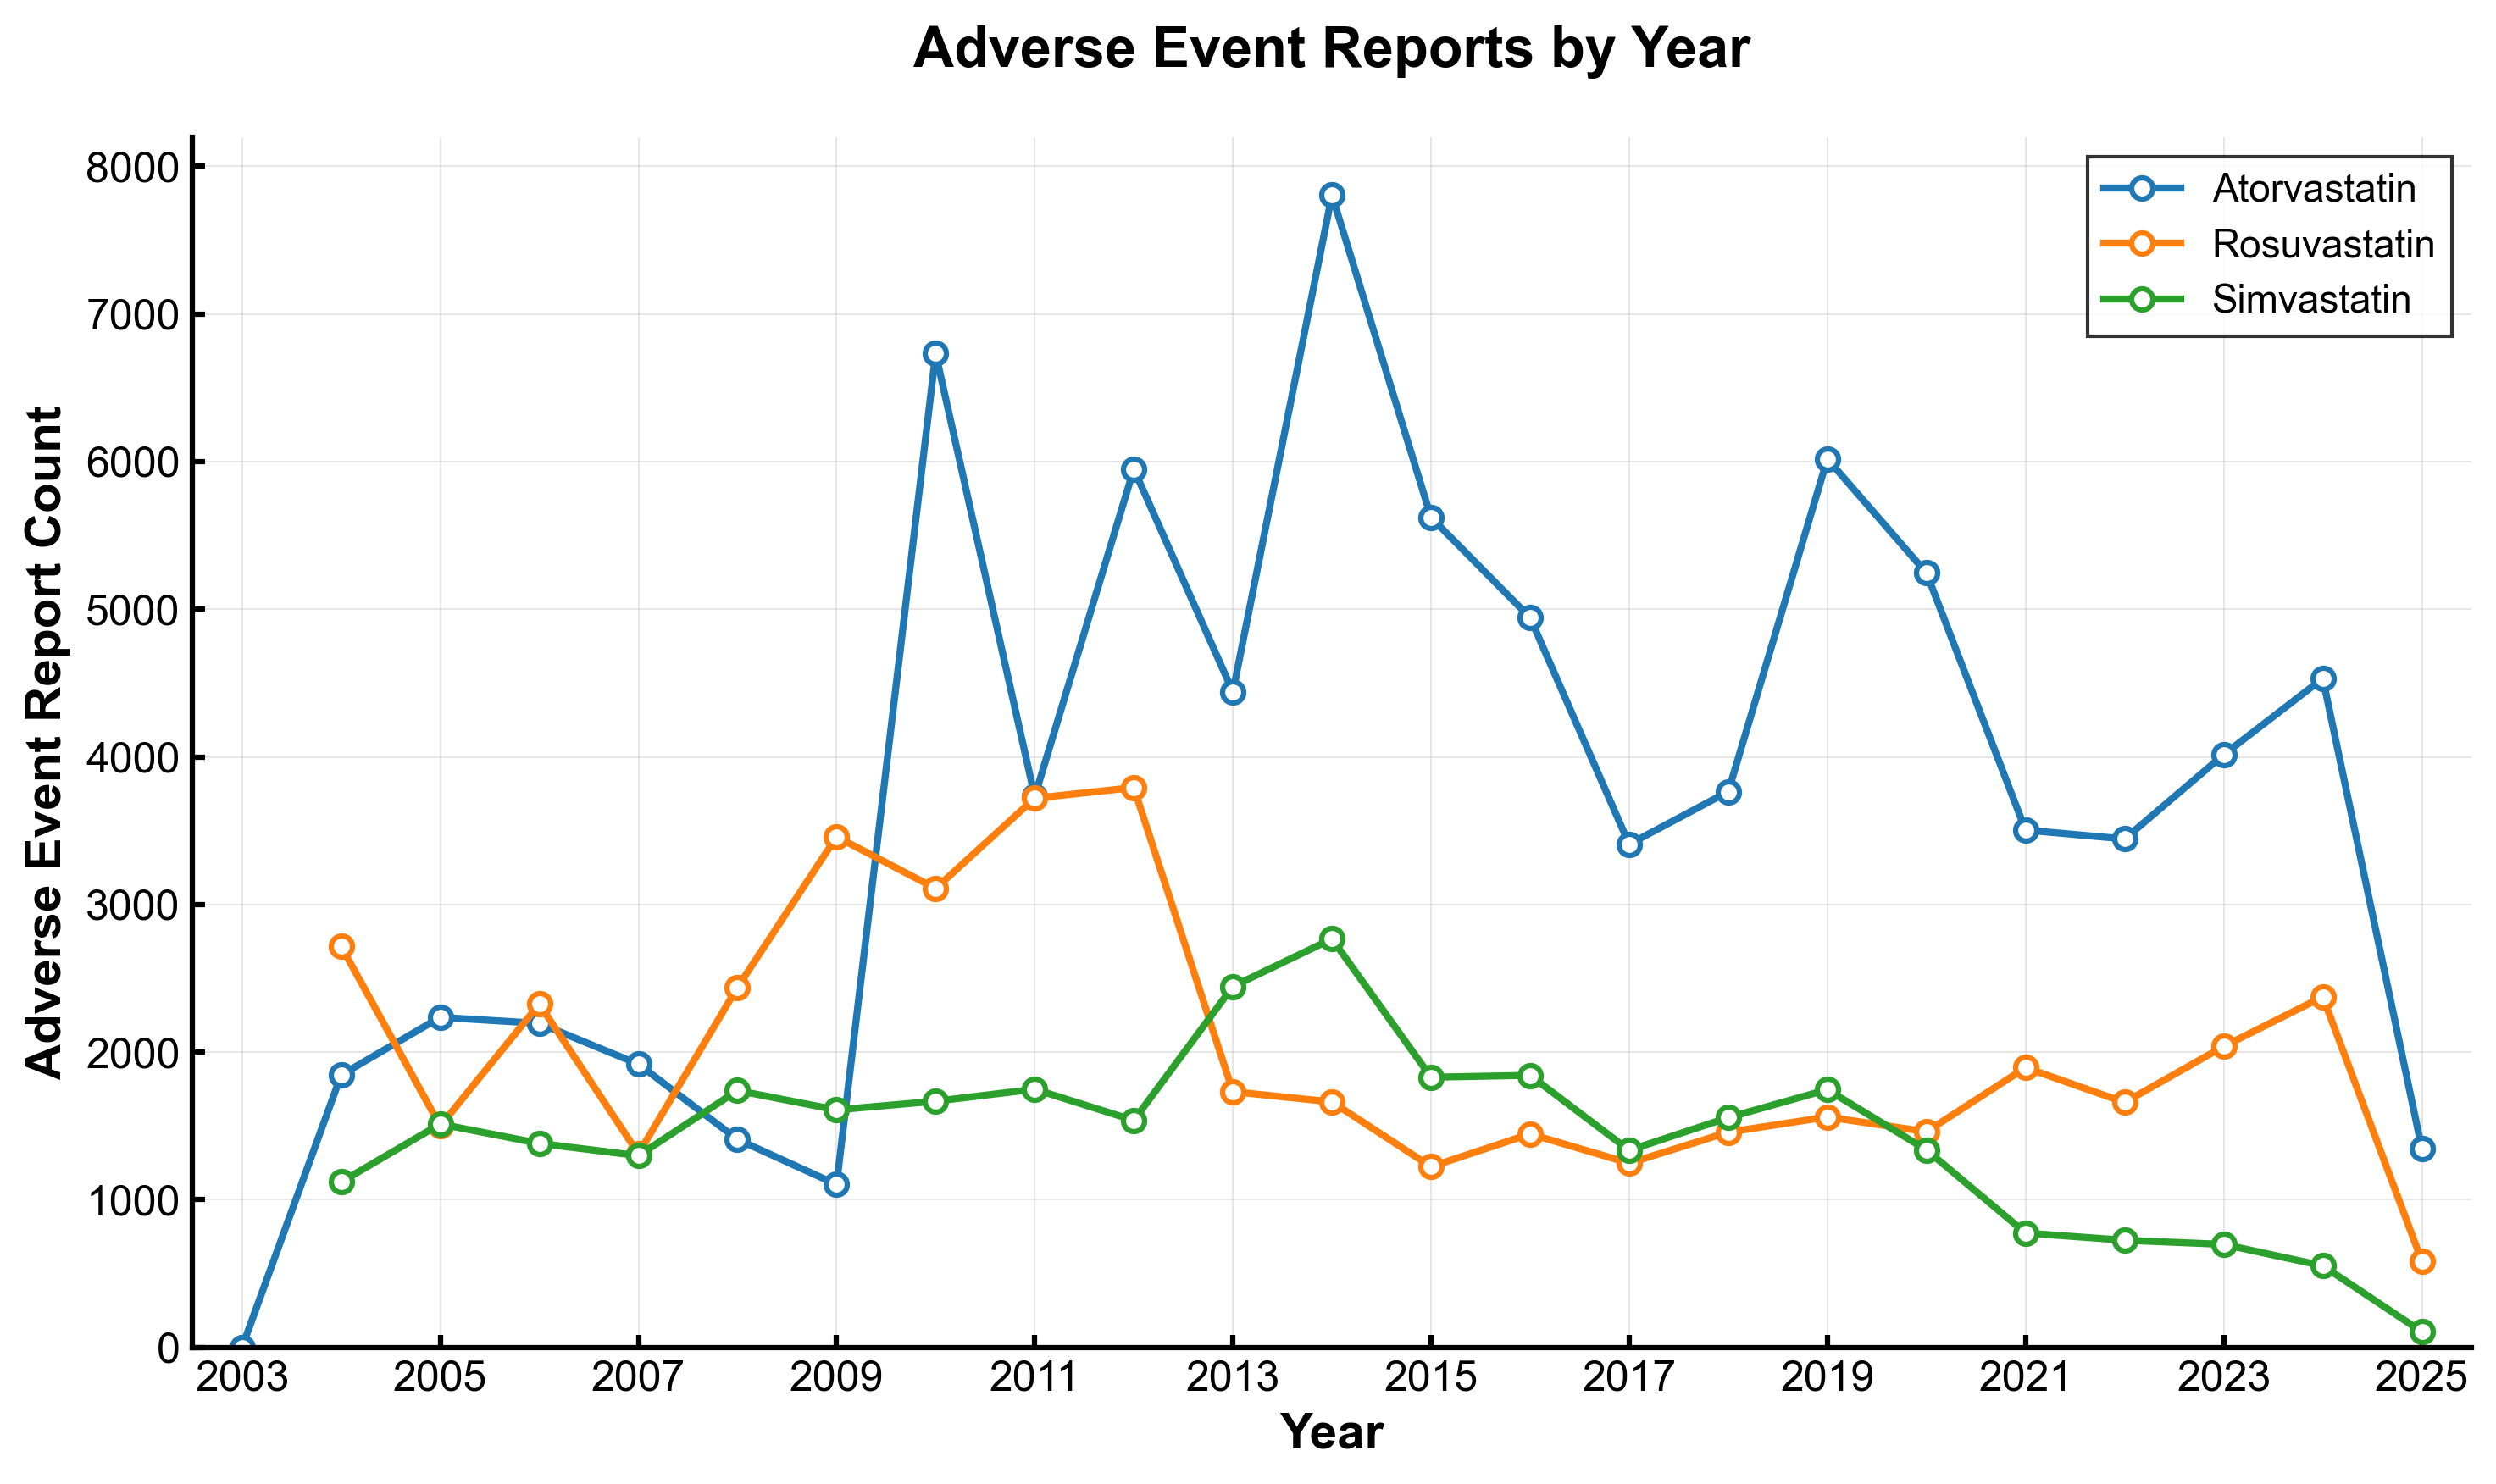 Adverse Event Reports by Year
Adverse Event Report Count
8000
7000
6000
5000
4000
3000
2000
1000
0
Atorvastatin
Rosuvastatin
Simvastatin
2003 2005 2007 2009 2011 2013 2015 2017 2019 2021 2023 2025
Year